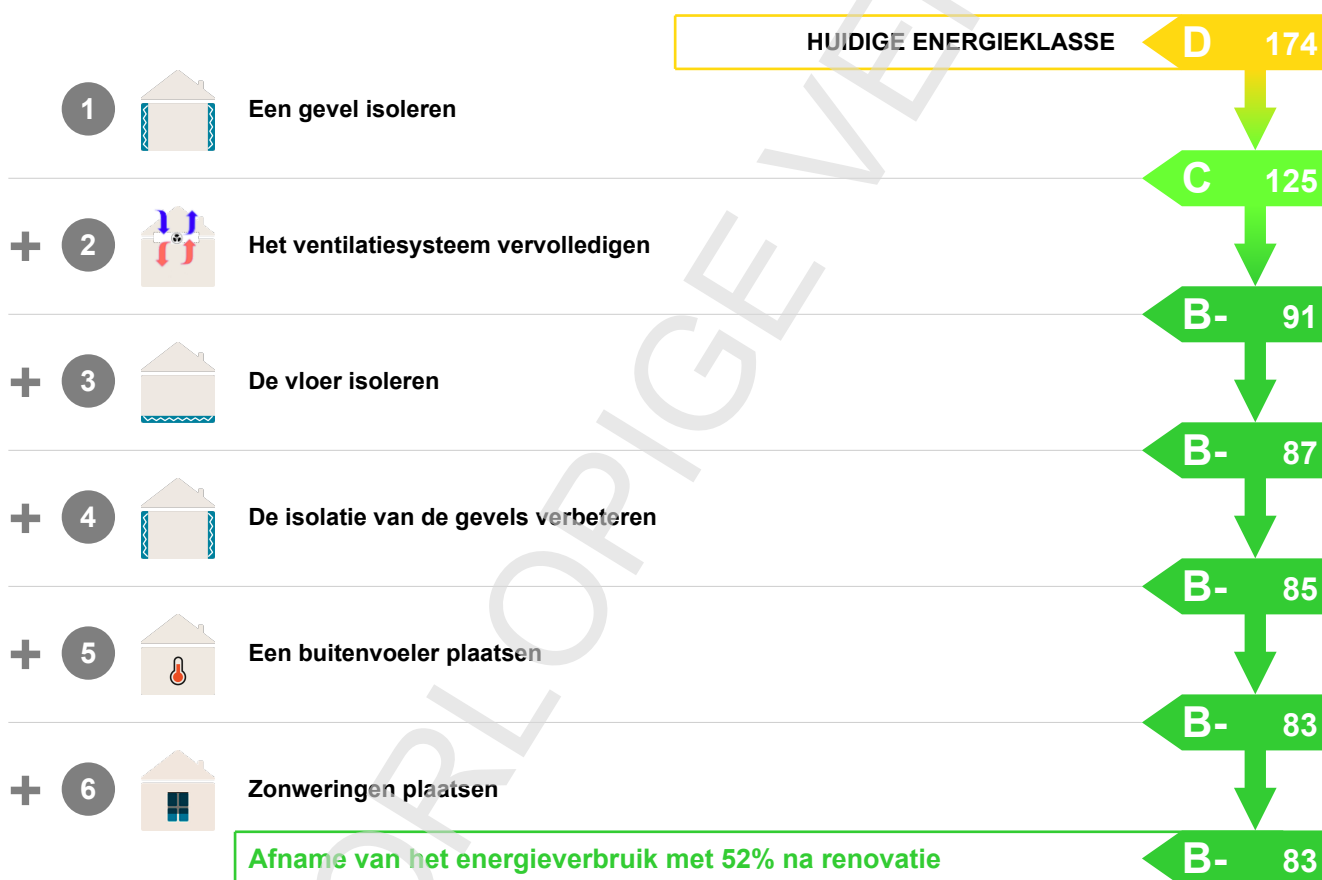 HUIDIGE ENERGIEKLASSE D 174
1 Een gevel isoleren
C 125
+ 2 Het ventilatiesysteem vervolledigen
B- 91
+ 3 De vloer isoleren
B- 87
+ 4 De isolatie van de gevels verbeteren
B- 85
+ 5 Een buitenvoeler plaatsen
B- 83
+ 6 Zonweringen plaatsen
Afname van het energieverbruik met 52% na renovatie B- 83